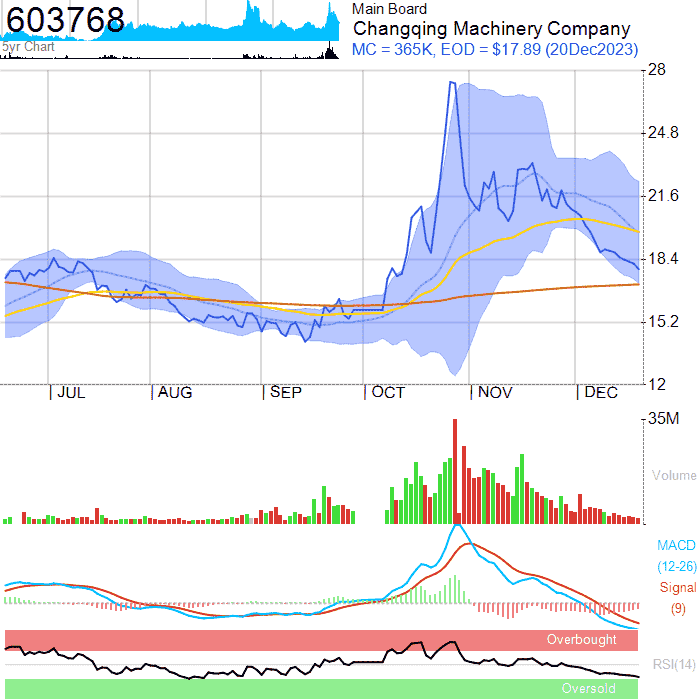 603768
5yr Chart
Main Board
Changqing Machinery Company
MC = 365K, EOD = $17.89 (20Dec2023)
28
24.8
21.6
18.4
15.2
12
JUL AUG SEP OCT NOV DEC
35M
Volume
MACD
(12-26)
Signal
(9)
Overbought
RSI(14)
Oversold